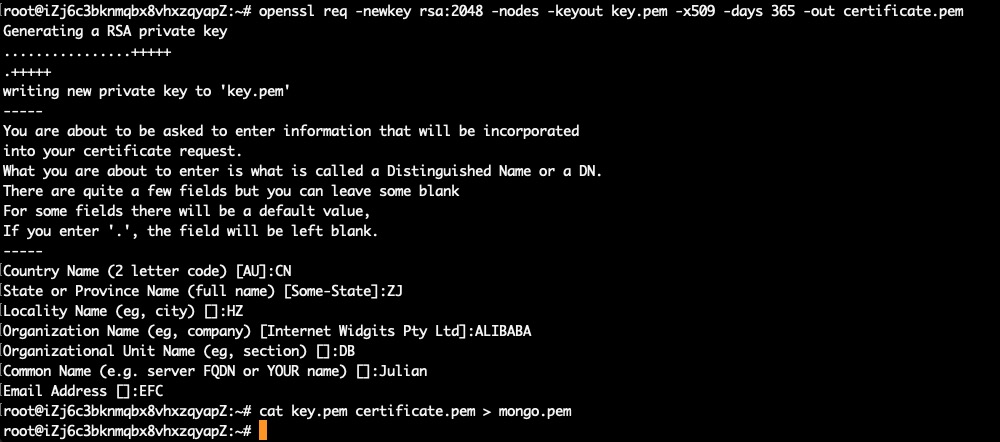 root@iZj6c3bknmqbx8vhxzqyapZ:~# openssl req -newkey rsa:2048 -nodes -keyout key.pem -x509 -days 365 -out certificate.pem
Generating a RSA private key
...............+++++
.+++++
writing new private key to 'key.pem'
-----
You are about to be asked to enter information that will be incorporated
into your certificate request.
What you are about to enter is what is called a Distinguished Name or a DN.
There are quite a few fields but you can leave some blank
For some fields there will be a default value,
If you enter '.', the field will be left blank.
-----
Country Name (2 letter code) [AU]:CN
State or Province Name (full name) [Some-State]:ZJ
Locality Name (eg, city) []:HZ
Organization Name (eg, company) [Internet Widgits Pty Ltd]:ALIBABA
Organizational Unit Name (eg, section) []:DB
Common Name (e.g. server FQDN or YOUR name) []:Julian
Email Address []:EFC
root@iZj6c3bknmqbx8vhxzqyapZ:~# cat key.pem certificate.pem > mongo.pem
root@iZj6c3bknmqbx8vhxzqyapZ:~#